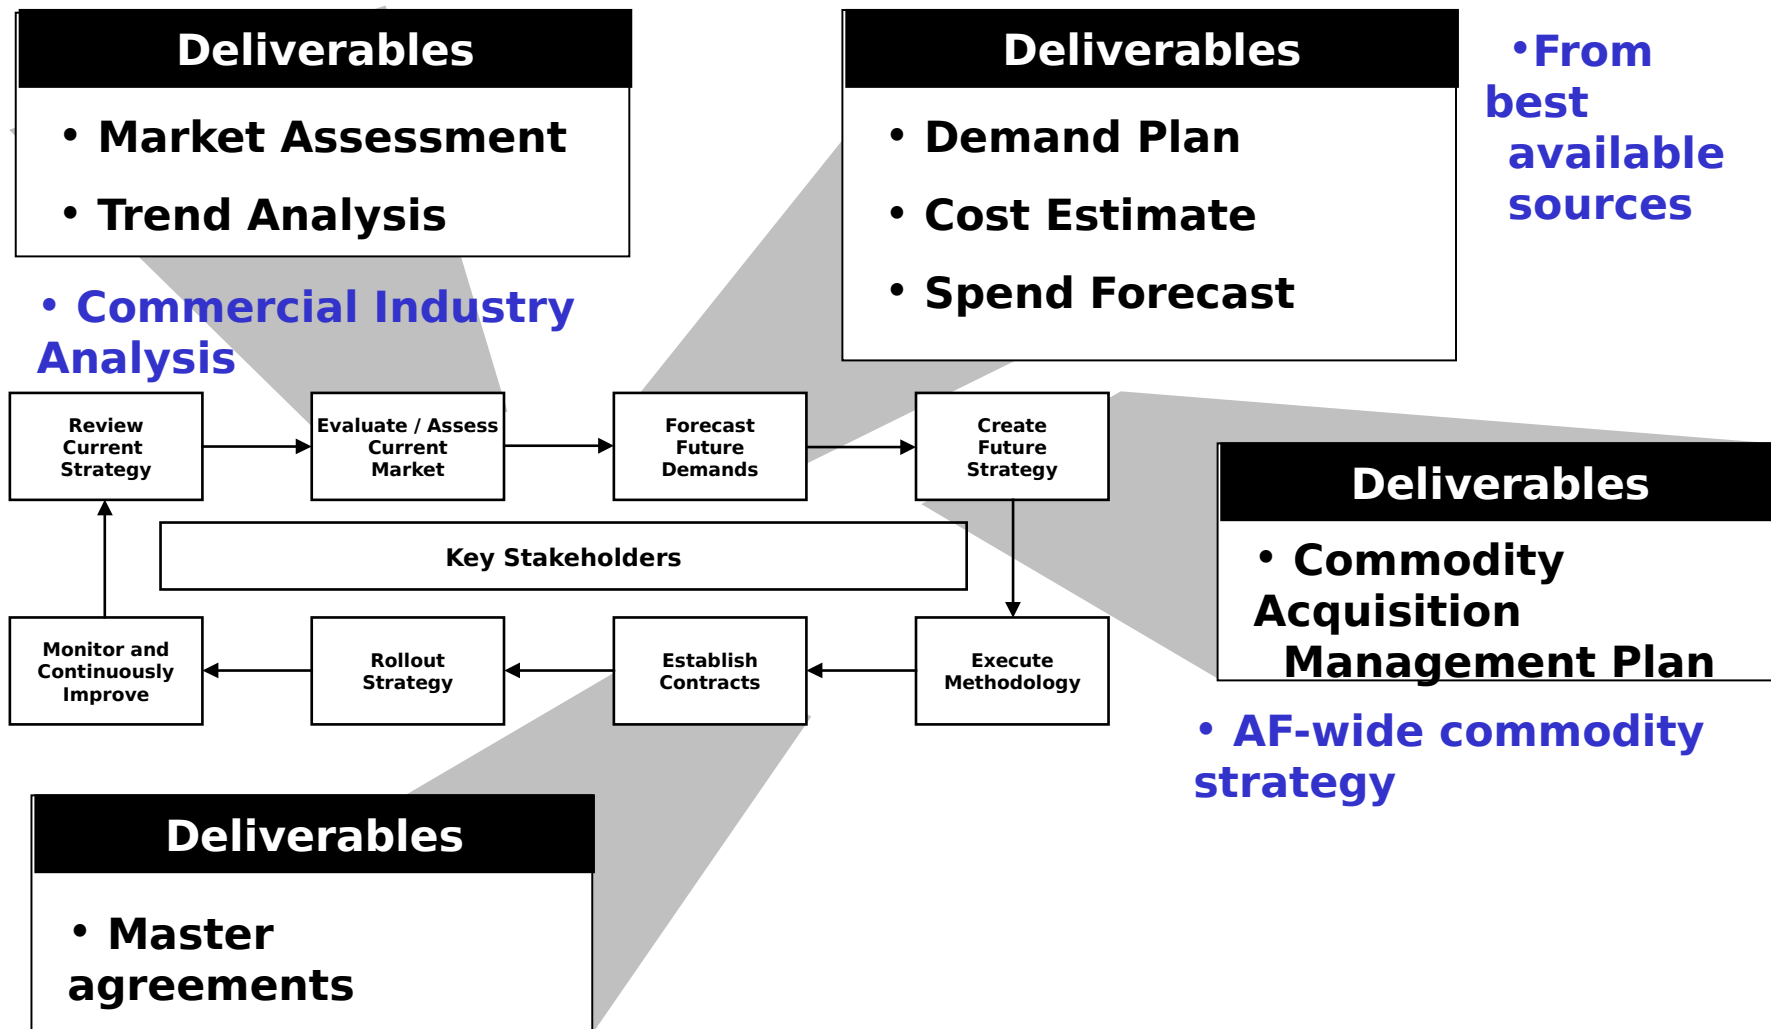 Deliverables
• Market Assessment
• Trend Analysis
• Commercial Industry
Analysis
Deliverables
• Demand Plan
• Cost Estimate
• Spend Forecast
•From
best
available
sources
Review
Current
Strategy
Evaluate / Assess
Current
Market
Forecast
Future
Demands
Create
Future
Strategy
Key Stakeholders
Monitor and
Continuously
Improve
Rollout
Strategy
Establish
Contracts
Execute
Methodology
Deliverables
• Commodity
Acquisition
Management Plan
• AF-wide commodity
strategy
Deliverables
• Master
agreements